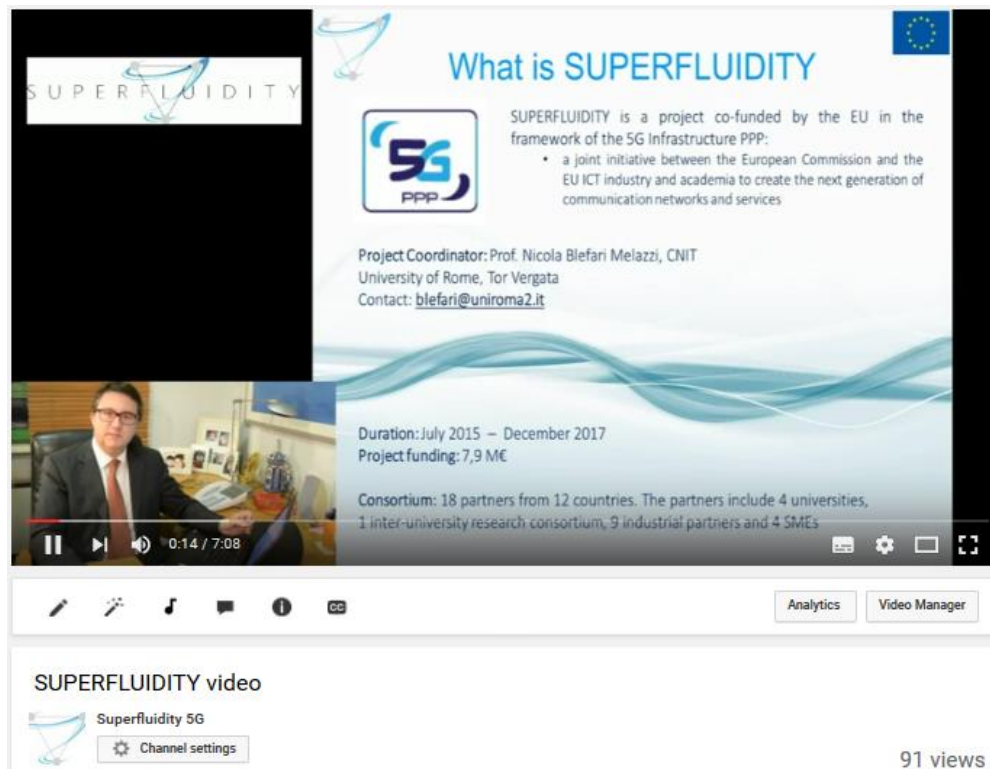 SUPERFLUIDITY
What is SUPERFLUIDITY
5G
PPP
SUPERFLUIDITY is a project co-funded by the EU in the
framework of the 5G Infrastructure PPP:
• a joint initiative between the European Commission and the
EU ICT industry and academia to create the next generation of
communication networks and services
Project Coordinator: Prof. Nicola Blefari Melazzi, CNIT
University of Rome, Tor Vergata
Contact: blefari@uniroma2.it
Duration: July 2015 – December 2017
Project funding: 7,9 M€
Consortium: 18 partners from 12 countries. The partners include 4 universities,
1 inter-university research consortium, 9 industrial partners and 4 SMEs
0:14 / 7:08
CC
Analytics
Video Manager
SUPERFLUIDITY video
Superfluidity 5G
Channel settings
91 views